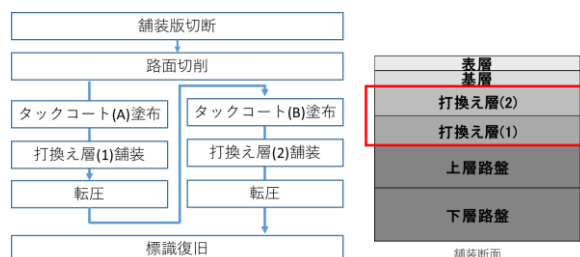 舗装版切断
路面切削
タックコート(A)塗布
打換え層(1)舗装
転圧
タックコート(B)塗布
打換え層(2)舗装
転圧
標識復旧
表層
基層
打換え層(2)
打換え層(1)
上層路盤
下層路盤
舗装断面